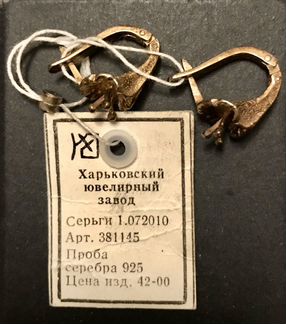 Харьковский
ювелирный
завод
Серьги 1.072010
Арт. 381145
Проба
серебра 925
Цена изд. 42-00